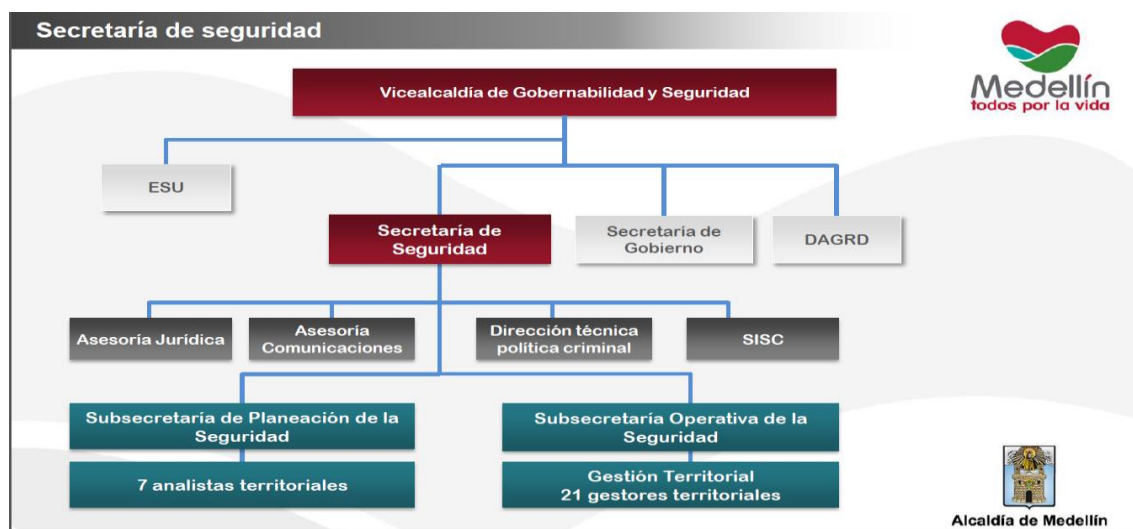 Secretaría de seguridad
Medellín
todos por la vida
Vicealcaldía de Gobernabilidad y Seguridad
ESU
Secretaría de
Seguridad
Secretaría de
Gobierno
DAGRD
Asesoría Jurídica
Asesoría
Comunicaciones
Dirección técnica
política criminal
SISC
Subsecretaría de Planeación de la
Seguridad
Subsecretaría Operativa de la
Seguridad
7 analistas territoriales
Gestión Territorial
21 gestores territoriales
Alcaldía de Medellín